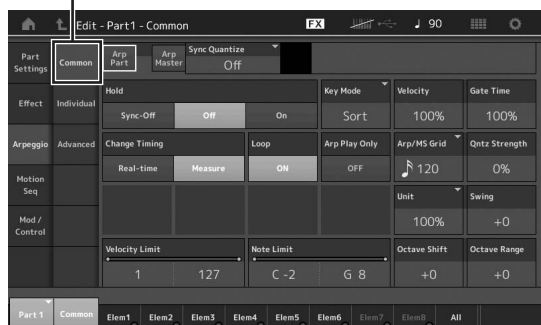 Edit - Part1 - Common
FX
90
Part Settings
Common
Arp Part
Arp Master
Sync Quantize
Off
Effect
Individual
Hold
Sync-Off
Off
On
Key Mode
Sort
Velocity
100%
Gate Time
100%
Arpeggio
Advanced
Change Timing
Real-time
Measure
Loop
ON
Arp Play Only
OFF
Arp/MS Grid
120
Qntz Strength
0%
Motion Seq
Unit
100%
Swing
+0
Mod / Control
Velocity Limit
1
127
Note Limit
C -2
G 8
Octave Shift
+0
Octave Range
+0
Part 1
Common
Elem1
Elem2
Elem3
Elem4
Elem5
Elem6
Elem7
Elem8
All